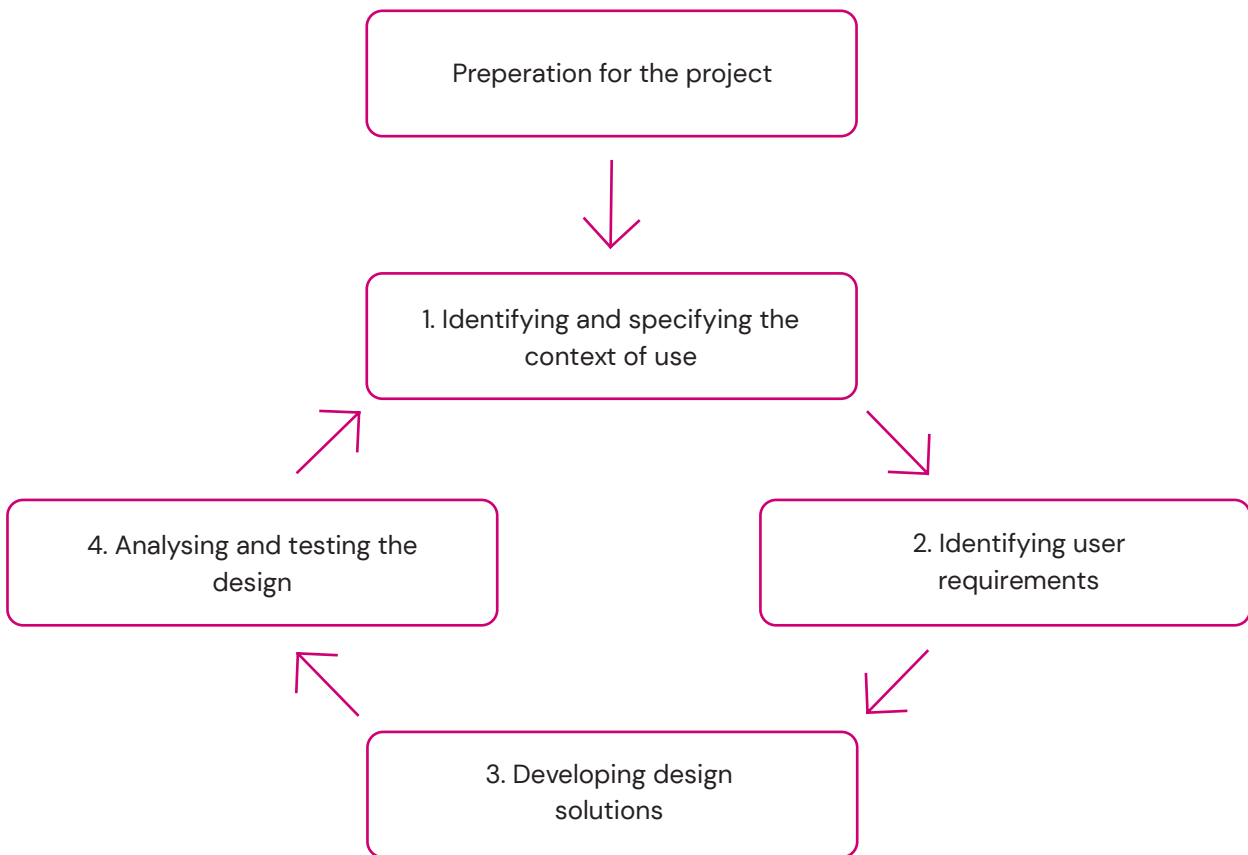 Preperation for the project
1. Identifying and specifying the
context of use
4. Analysing and testing the
design
2. Identifying user
requirements
3. Developing design
solutions